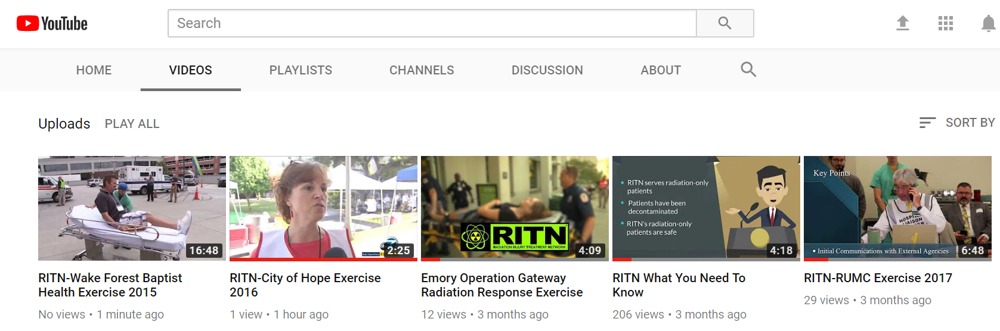 YouTube
Search
HOME VIDEOS PLAYLISTS CHANNELS DISCUSSION ABOUT
Uploads PLAY ALL
SORT BY
16:48
2:25
RITN
RADIATION INJURY TREATMENT NETWORK
4:09
• RITN serves radiation-only
patients
• Patients have been
decontaminated
• RITN's radiation-only
patients are safe
4:18
Key Points
HOSPITAL
LIAISON
• Initial Communications with External Agencies
6:48
RITN-Wake Forest Baptist
Health Exercise 2015
No views • 1 minute ago
RITN-City of Hope Exercise
2016
1 view • 1 hour ago
Emory Operation Gateway
Radiation Response Exercise
12 views • 3 months ago
RITN What You Need To
Know
206 views • 3 months ago
RITN-RUMC Exercise 2017
29 views • 3 months ago